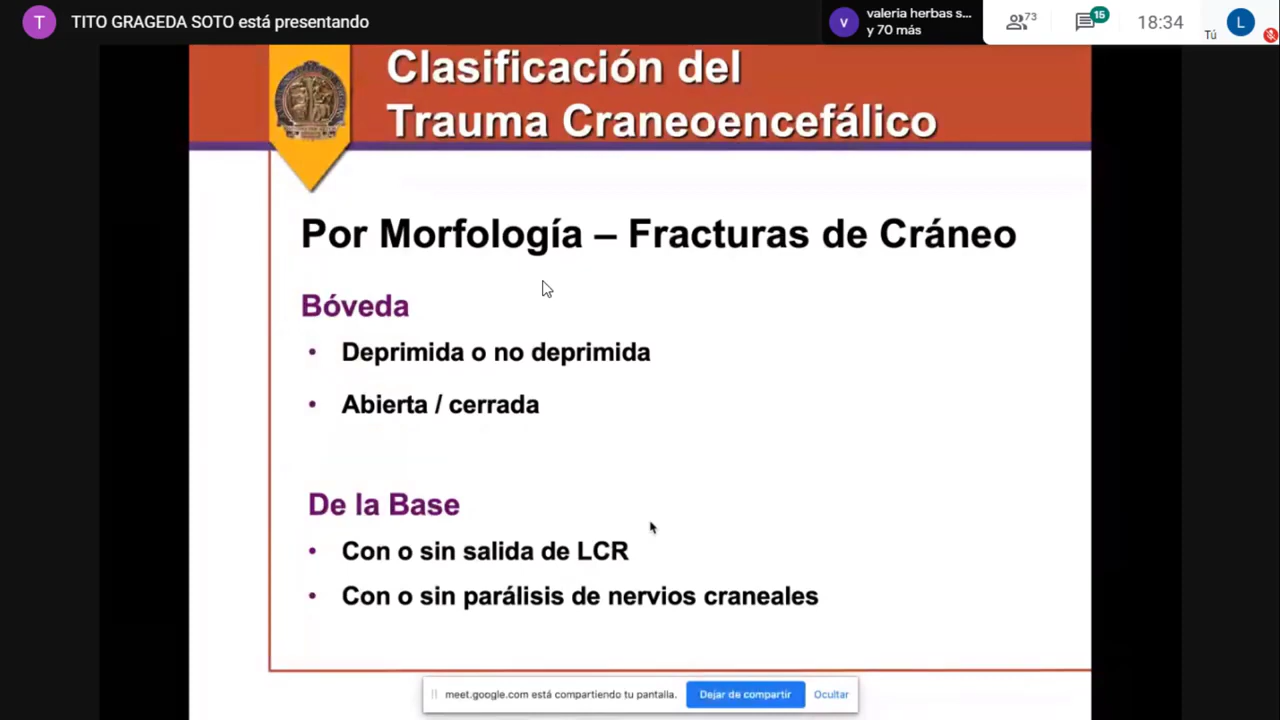 T
TITO GRAGEDA SOTO está presentando
v
valeria herbas s...
y 70 más
73
15
18:34
Tú
L
Clasificación del
Trauma Craneoencefálico
Por Morfología – Fracturas de Cráneo
Bóveda
• Deprimida o no deprimida
• Abierta / cerrada
De la Base
• Con o sin salida de LCR
• Con o sin parálisis de nervios craneales
meet.google.com está compartiendo tu pantalla.
Dejar de compartir
Ocultar